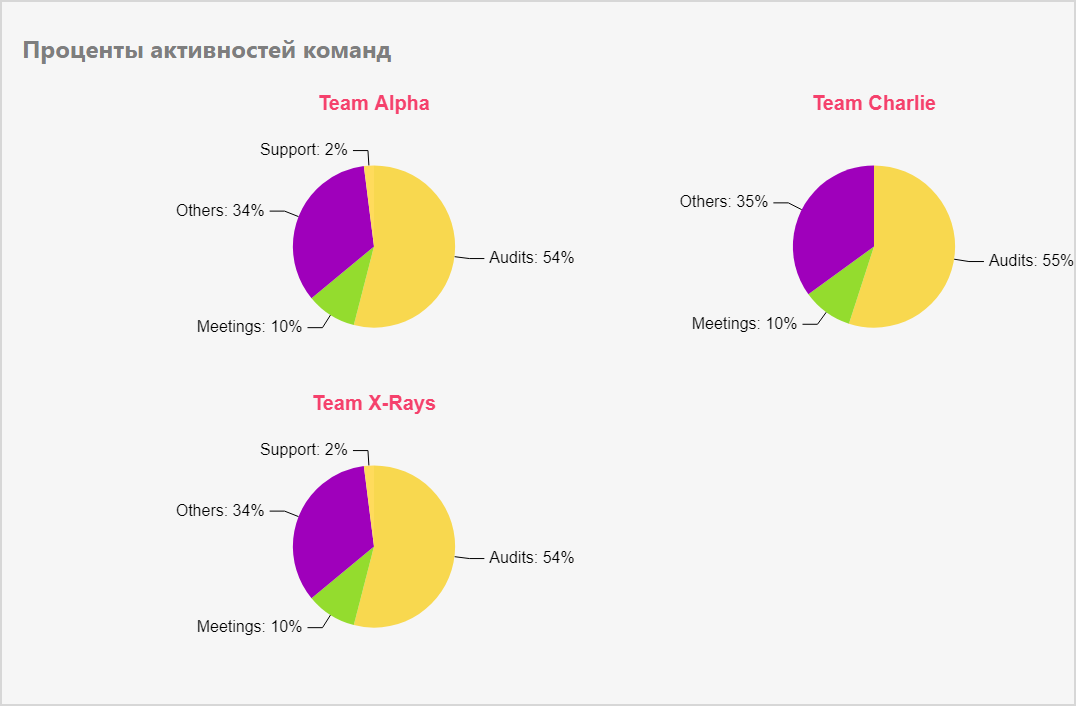 Проценты активностей команд
Team Alpha
Support: 2%
Others: 34%
Audits: 54%
Meetings: 10%
Team Charlie
Others: 35%
Audits: 55%
Meetings: 10%
Team X-Rays
Support: 2%
Others: 34%
Audits: 54%
Meetings: 10%